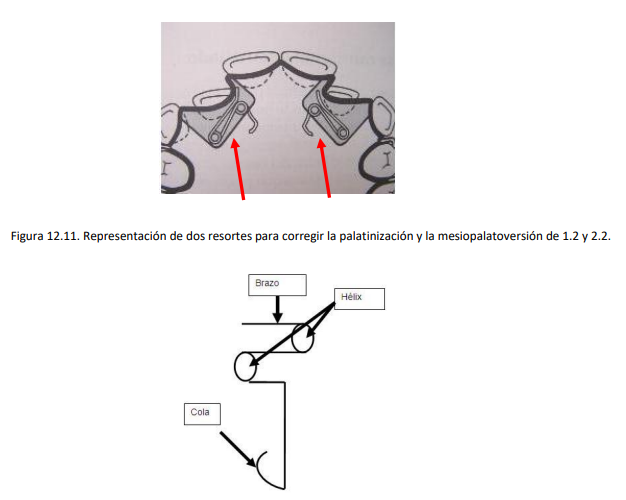 Figura 12.11. Representación de dos resortes para corregir la palatinización y la mesiopalatoversión de 1.2 y 2.2.
Brazo
Hélix
Cola